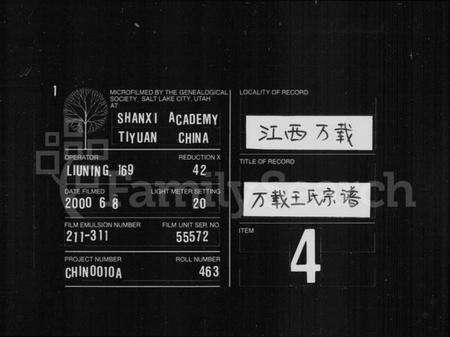 1
MICROFILMED BY THE GENEALOGICAL
SOCIETY, SALT LAKE CITY, UTAH
AT
SHANXI ACADEMY
TIYUAN CHINA
OPERATOR
REDUCTION X
LIUNING 169
42
DATE FILMED
LIGHT METER SETTING
2000 6 8
20
FILM EMULSION NUMBER
FILM UNIT SER. NO.
211-311
55572
PROJECT NUMBER
ROLL NUMBER
CHIN0010A
463
LOCALITY OF RECORD
江西万载
TITLE OF RECORD
万载王氏宗谱
ITEM
4
FamilySearch